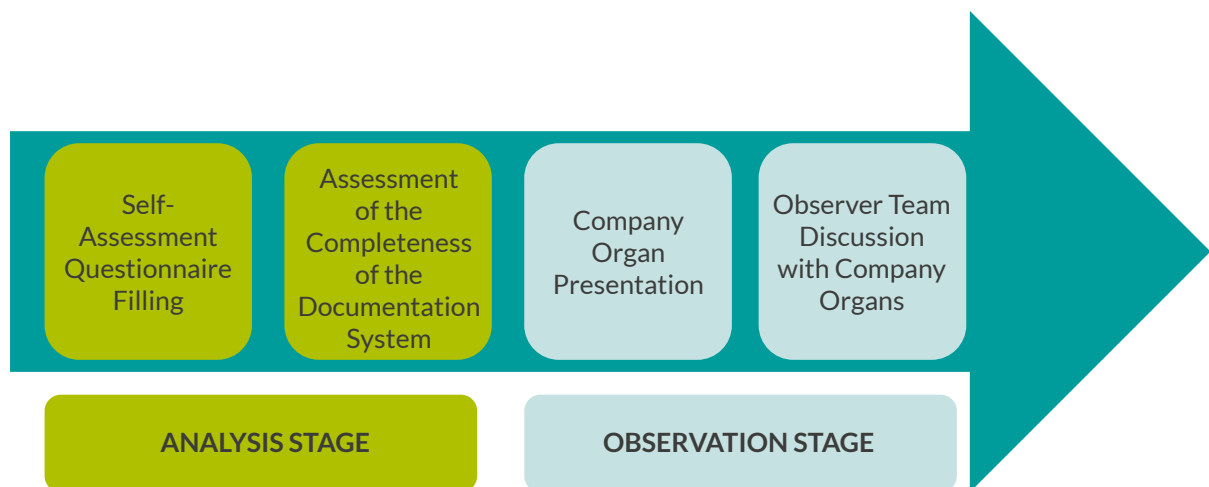 Self-
Assessment
Questionnaire
Filling
Assessment
of the
Completeness
of the
Documentation
System
Company
Organ
Presentation
Observer Team
Discussion
with Company
Organs
ANALYSIS STAGE
OBSERVATION STAGE